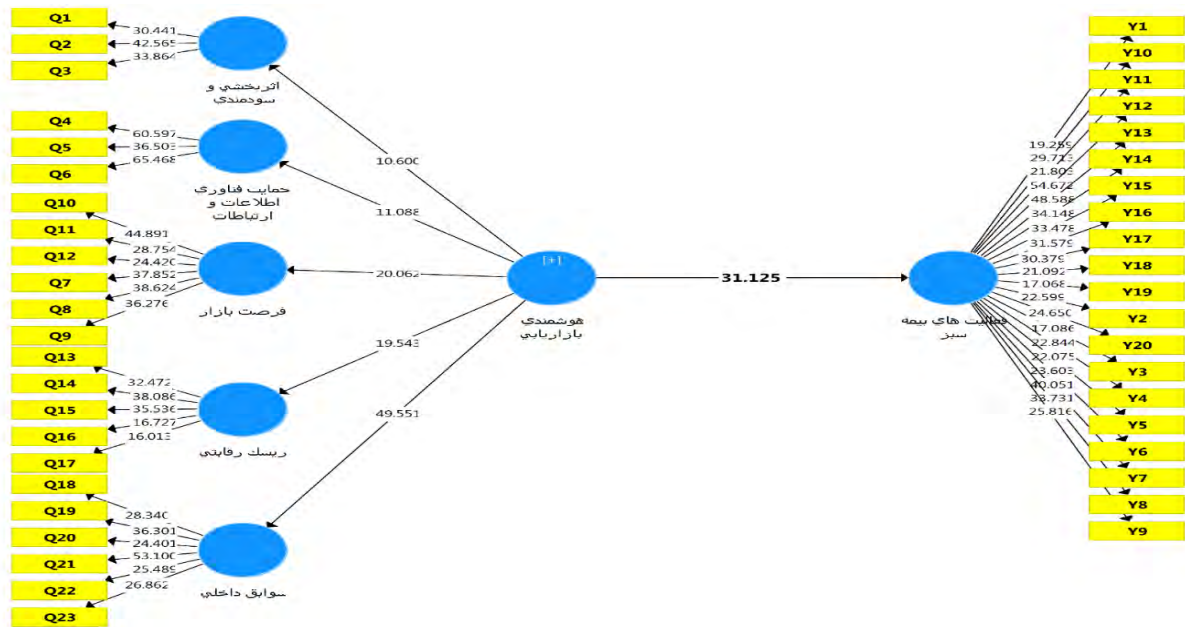 Q1
Q2
Q3
30.441
42.565
33.864
اثربخشي و
سودمندي
Q4
Q5
Q6
60.597
36.503
65.468
حمايت فناوري
اطلاعات و
ارتباطات
Q10
Q11
Q12
Q7
Q8
Q9
44.891
28.754
24.420
37.852
38.624
36.276
فرصت بازار
Q13
Q14
Q15
Q16
Q17
32.472
38.086
35.536
16.727
16.013
ريسك رقابتي
Q18
Q19
Q20
Q21
Q22
Q23
28.340
36.301
24.401
53.100
25.489
26.862
سوابق داخلي
10.600
11.088
20.062
19.543
49.551
[+]
هوشمندي
بازاريابي
31.125
فعاليت هاي بيمه
سبز
19.259
29.713
21.803
54.672
48.588
34.148
33.478
31.579
30.379
21.092
17.068
22.599
24.650
17.086
22.844
22.075
23.603
40.051
33.731
25.816
Y1
Y10
Y11
Y12
Y13
Y14
Y15
Y16
Y17
Y18
Y19
Y2
Y20
Y3
Y4
Y5
Y6
Y7
Y8
Y9